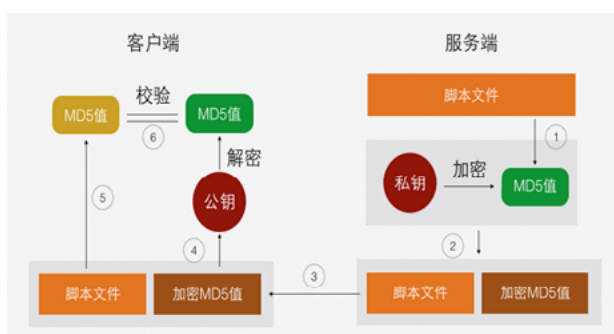 客户端
服务端
脚本文件
①
校验
MD5值
MD5值
⑥
解密
私钥
加密
MD5值
公钥
⑤
④
②
③
脚本文件
加密MD5值
脚本文件
加密MD5值